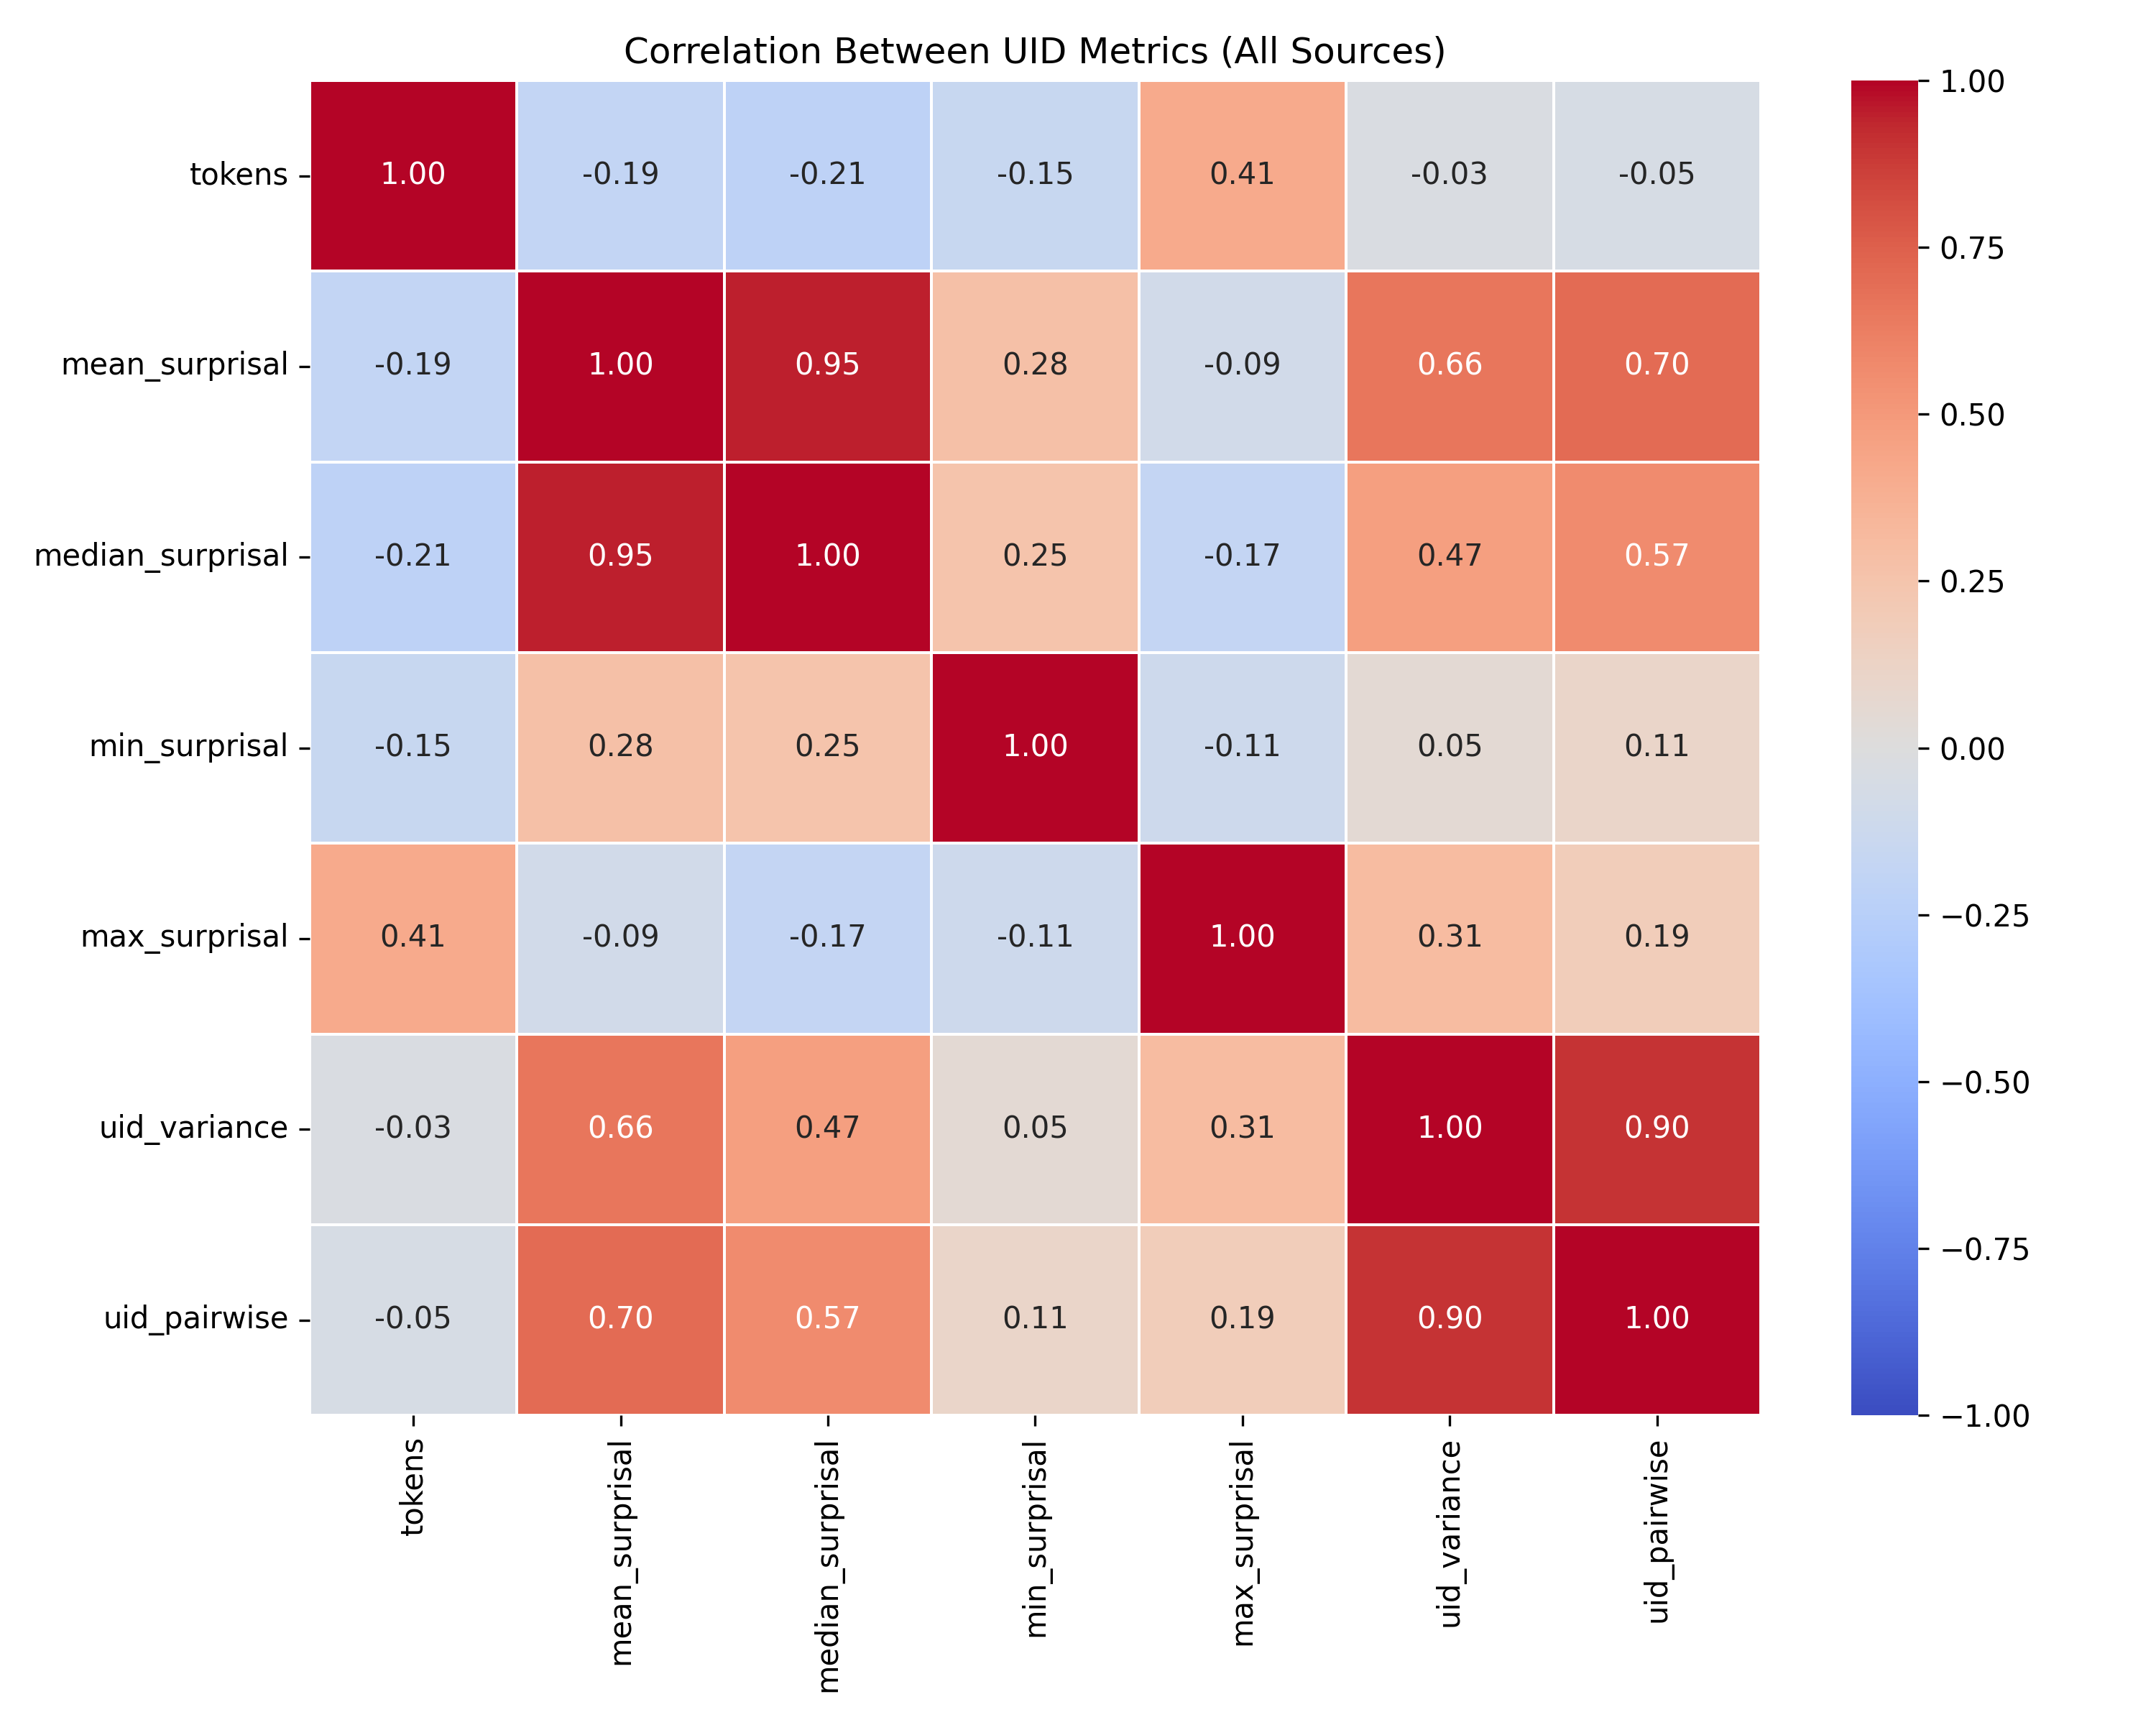 Correlation Between UID Metrics (All Sources)
tokens 1.00 -0.19 -0.21 -0.15 0.41 -0.03 -0.05
mean_surprisal -0.19 1.00 0.95 0.28 -0.09 0.66 0.70
median_surprisal -0.21 0.95 1.00 0.25 -0.17 0.47 0.57
min_surprisal -0.15 0.28 0.25 1.00 -0.11 0.05 0.11
max_surprisal 0.41 -0.09 -0.17 -0.11 1.00 0.31 0.19
uid_variance -0.03 0.66 0.47 0.05 0.31 1.00 0.90
uid_pairwise -0.05 0.70 0.57 0.11 0.19 0.90 1.00
tokens
mean_surprisal
median_surprisal
min_surprisal
max_surprisal
uid_variance
uid_pairwise
1.00
0.75
0.50
0.25
0.00
−0.25
−0.50
−0.75
−1.00